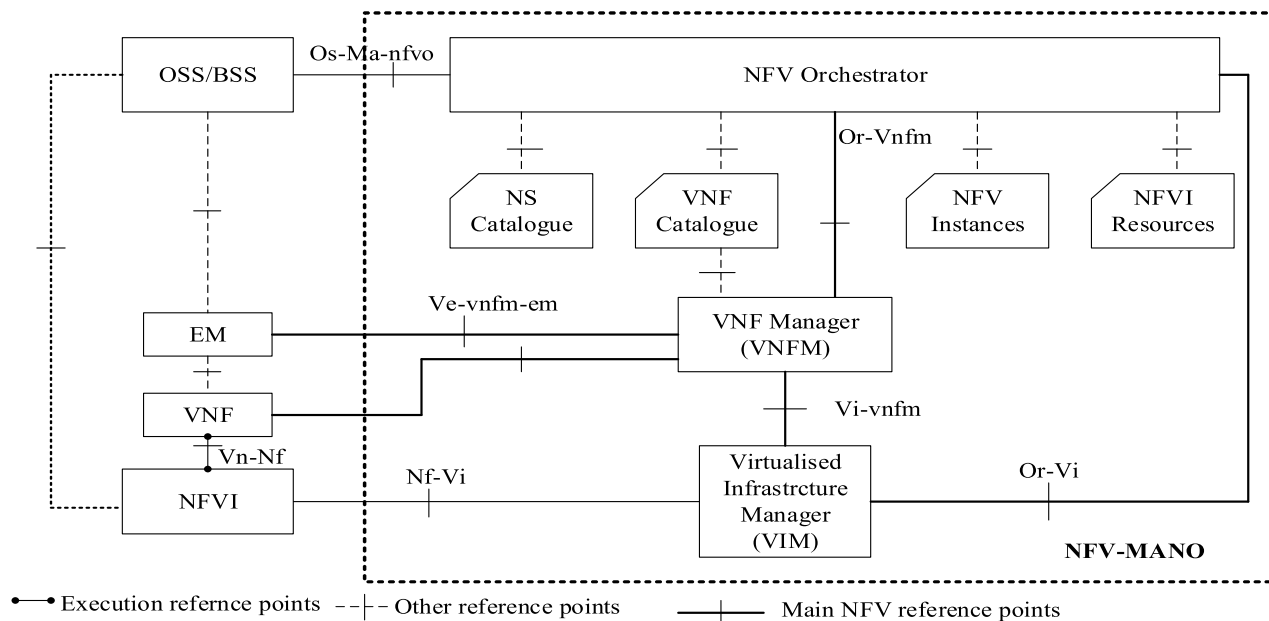 Os-Ma-nfvo
OSS/BSS
NFV Orchestrator
Or-Vnfm
NS
Catalogue
VNF
Catalogue
NFV
Instances
NFVI
Resources
Ve-vnfm-em
EM
VNF Manager
(VNFM)
VNF
Vi-vnfm
Vn-Nf
NFVI
Nf-Vi
Virtualised
Infrastrcture
Manager
(VIM)
Or-Vi
NFV-MANO
Execution refernce points
Other reference points
Main NFV reference points